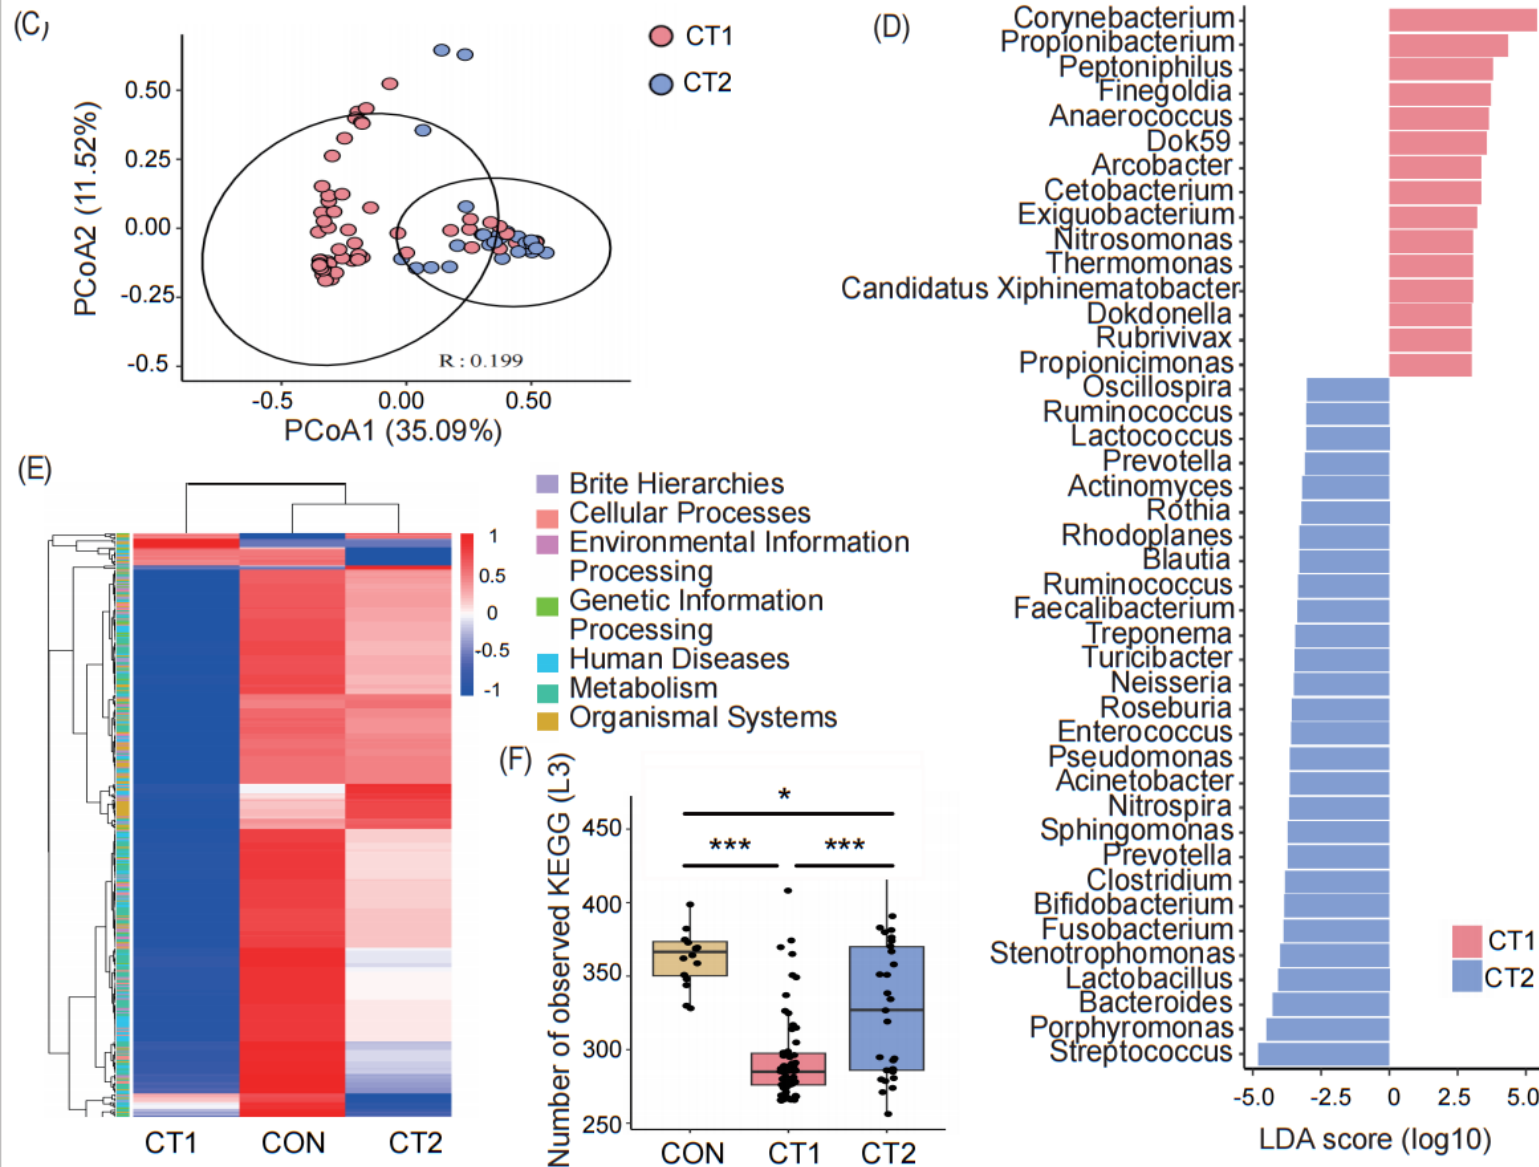 (C)
CT1
CT2
PCoA2 (11.52%)
0.50
0.25
0.00
-0.25
-0.5
R : 0.199
-0.5
0.00
0.50
PCoA1 (35.09%)
(D)
Corynebacterium
Propionibacterium
Peptoniphilus
Finegoldia
Anaerococcus
Dok59
Arcobacter
Cetobacterium
Exiguobacterium
Nitrosomonas
Thermomonas
Candidatus Xiphinematobacter
Dokdonella
Rubrivivax
Propionicimonas
Oscillospira
Ruminococcus
Lactococcus
Prevotella
Actinomyces
Rothia
Rhodoplanes
Blautia
Ruminococcus
Faecalibacterium
Treponema
Turicibacter
Neisseria
Roseburia
Enterococcus
Pseudomonas
Acinetobacter
Nitrospira
Sphingomonas
Prevotella
Clostridium
Bifidobacterium
Fusobacterium
Stenotrophomonas
Lactobacillus
Bacteroides
Porphyromonas
Streptococcus
CT1
CT2
-5.0
-2.5
0
2.5
5.0
LDA score (log10)
(E)
1
0.5
0
-0.5
-1
Brite Hierarchies
Cellular Processes
Environmental Information
Processing
Genetic Information
Processing
Human Diseases
Metabolism
Organismal Systems
CT1
CON
CT2
(F)
Number of observed KEGG (L3)
450
400
350
300
250
*
***
***
CON
CT1
CT2